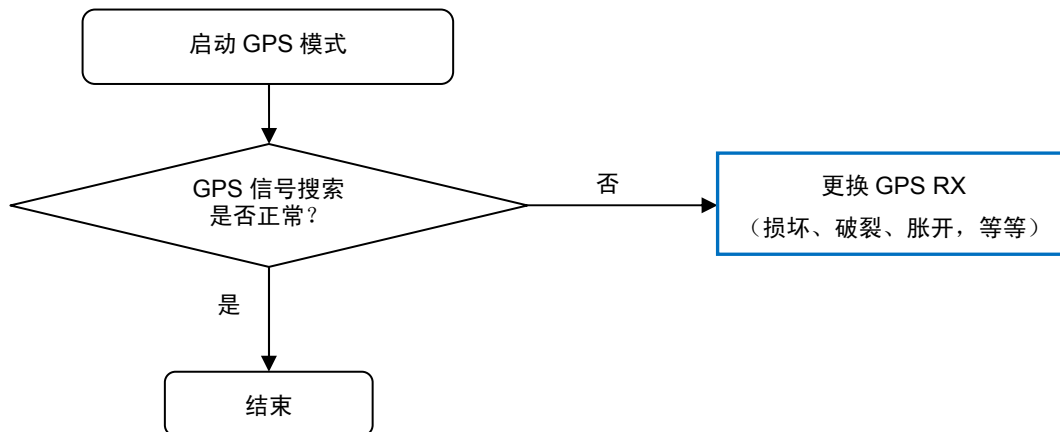 启动 GPS 模式
GPS 信号搜索
是否正常？
否
更换 GPS RX
（损坏、破裂、胀开，等等）
是
结束